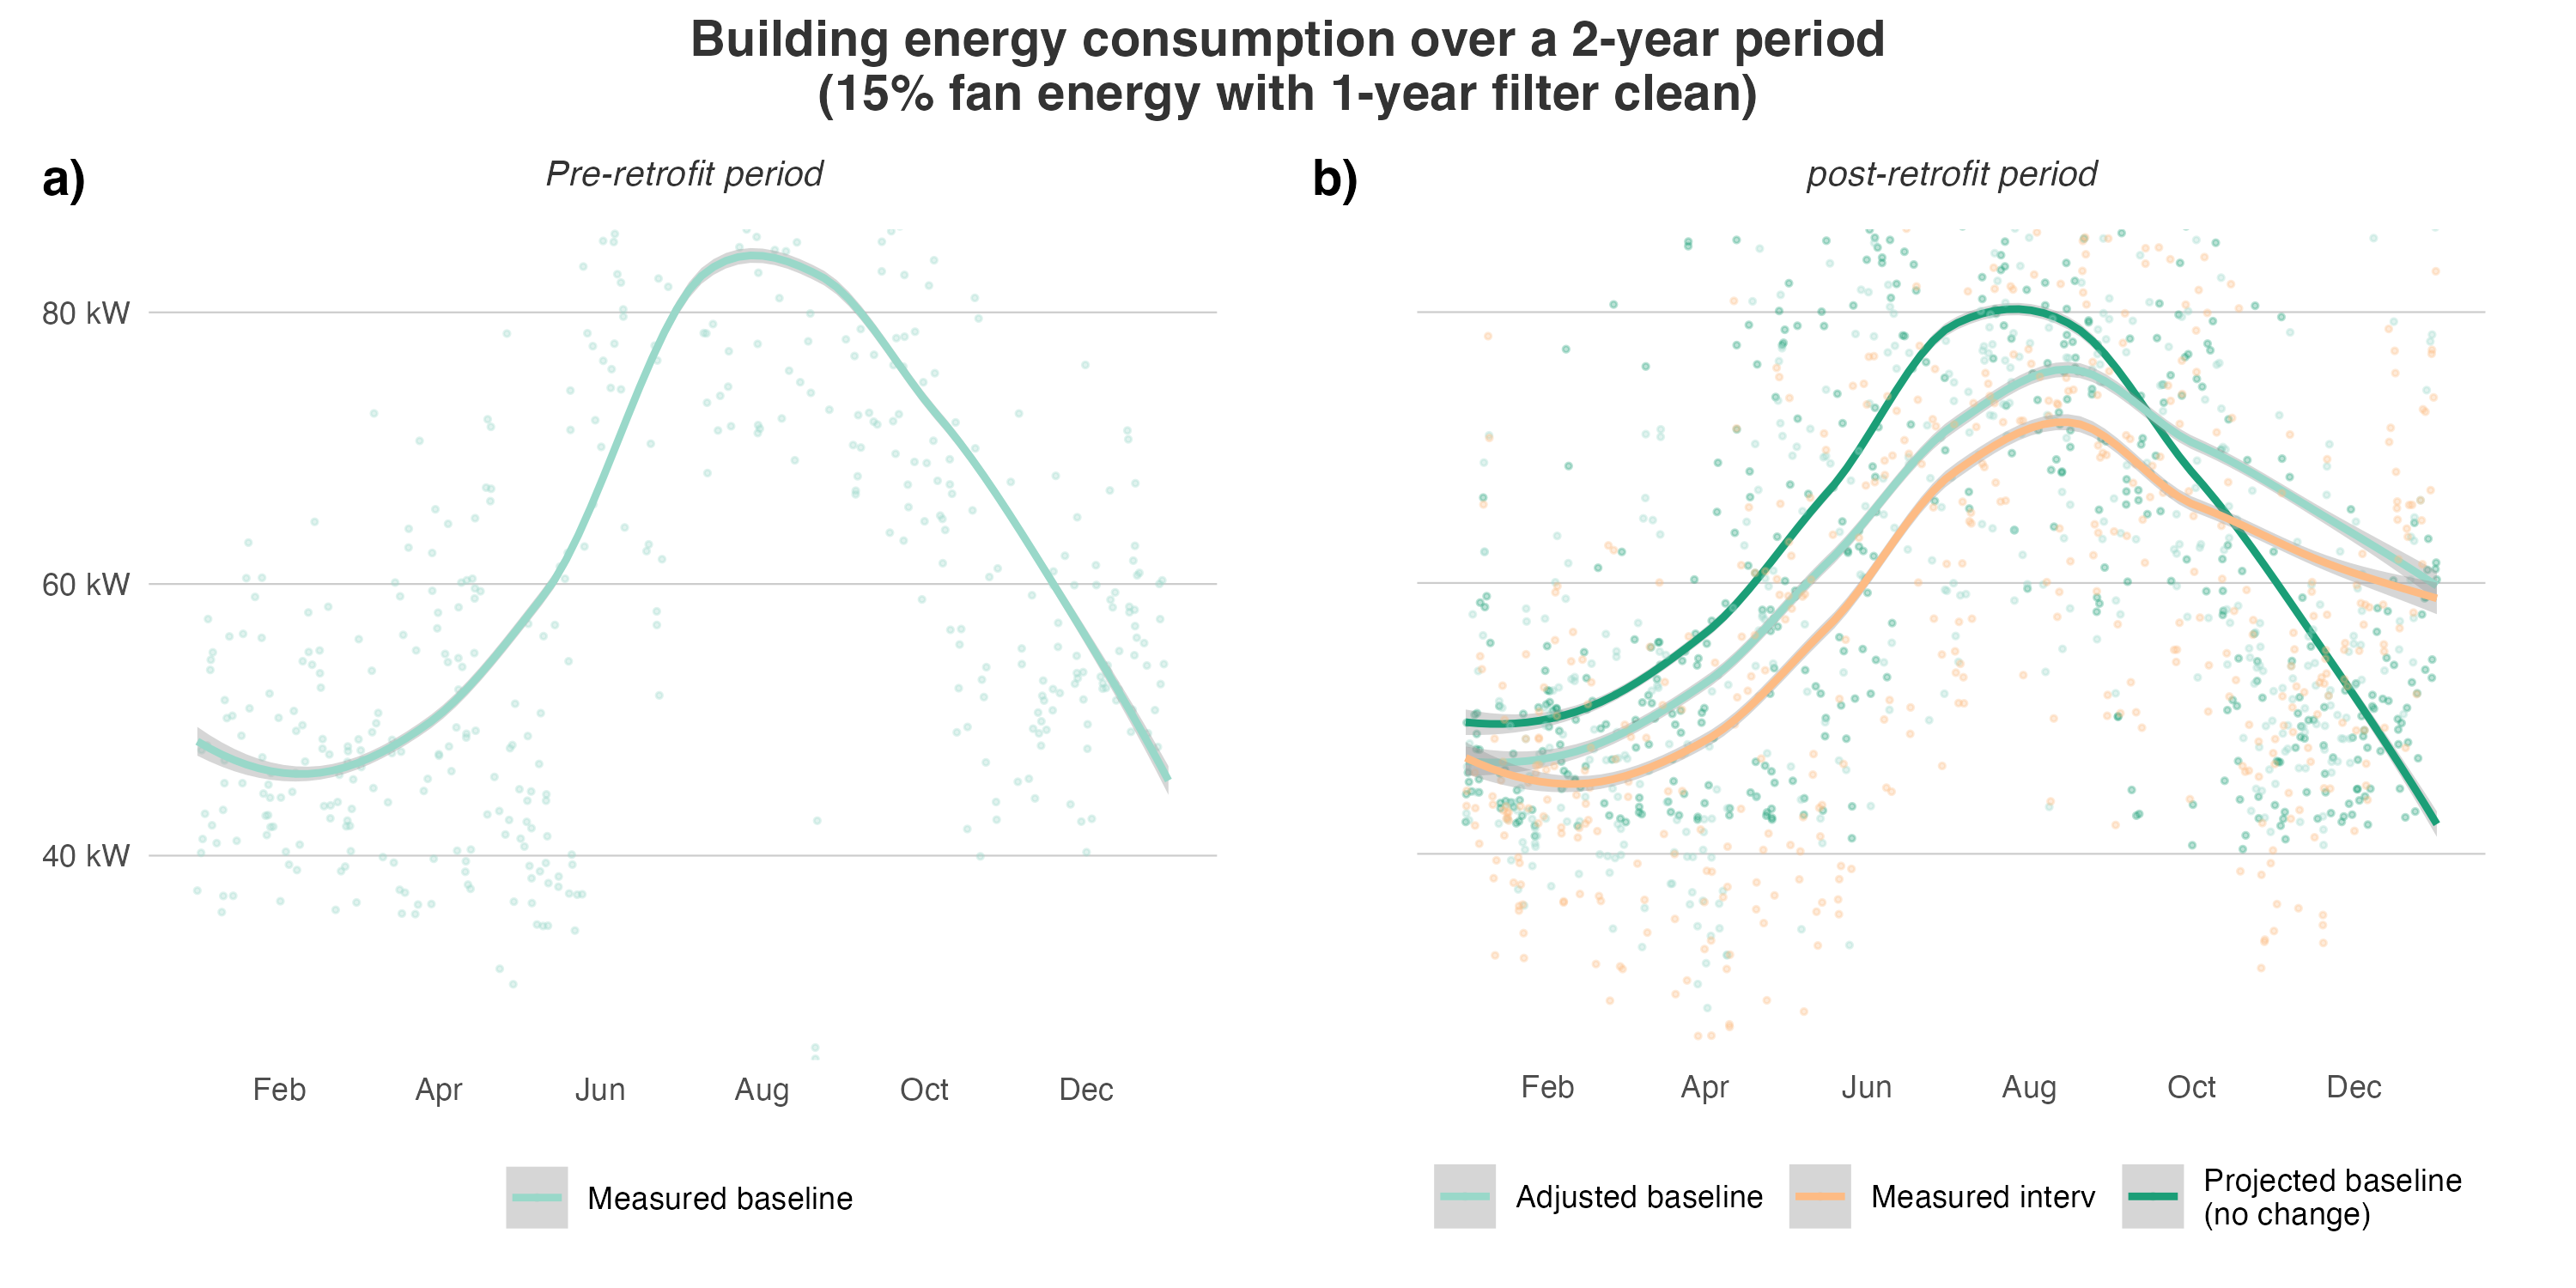 Building energy consumption over a 2-year period
(15% fan energy with 1-year filter clean)
a)
Pre-retrofit period
80 kW
60 kW
40 kW
Feb Apr Jun Aug Oct Dec
Measured baseline
b)
post-retrofit period
Feb Apr Jun Aug Oct Dec
Adjusted baseline
Measured interv
Projected baseline
(no change)